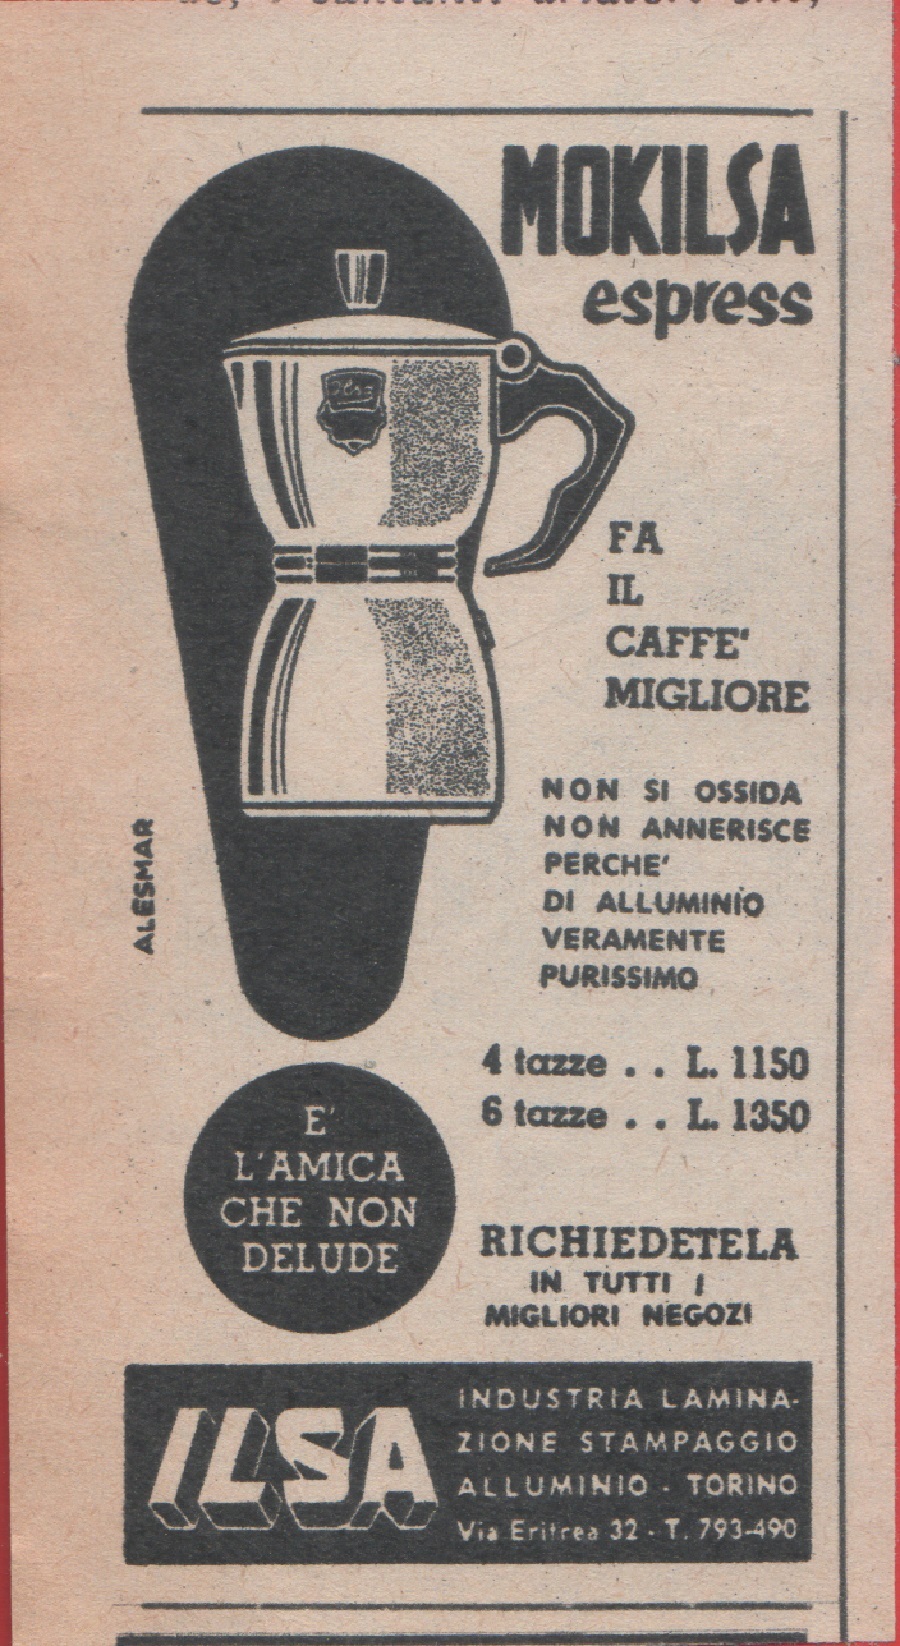 MOKILSA
espress
FA
IL
CAFFE'
MIGLIORE
NON SI OSSIDA
NON ANNERISCE
PERCHE'
DI ALLUMINIO
VERAMENTE
PURISSIMO
ALESMAR
4 tazze . . L. 1150
6 tazze . . L. 1350
E'
L'AMICA
CHE NON
DELUDE
RICHIEDETELA
IN TUTTI I
MIGLIORI NEGOZI
ILSA
INDUSTRIA LAMINA-
ZIONE STAMPAGGIO
ALLUMINIO - TORINO
Via Eritrea 32 - T. 793-490